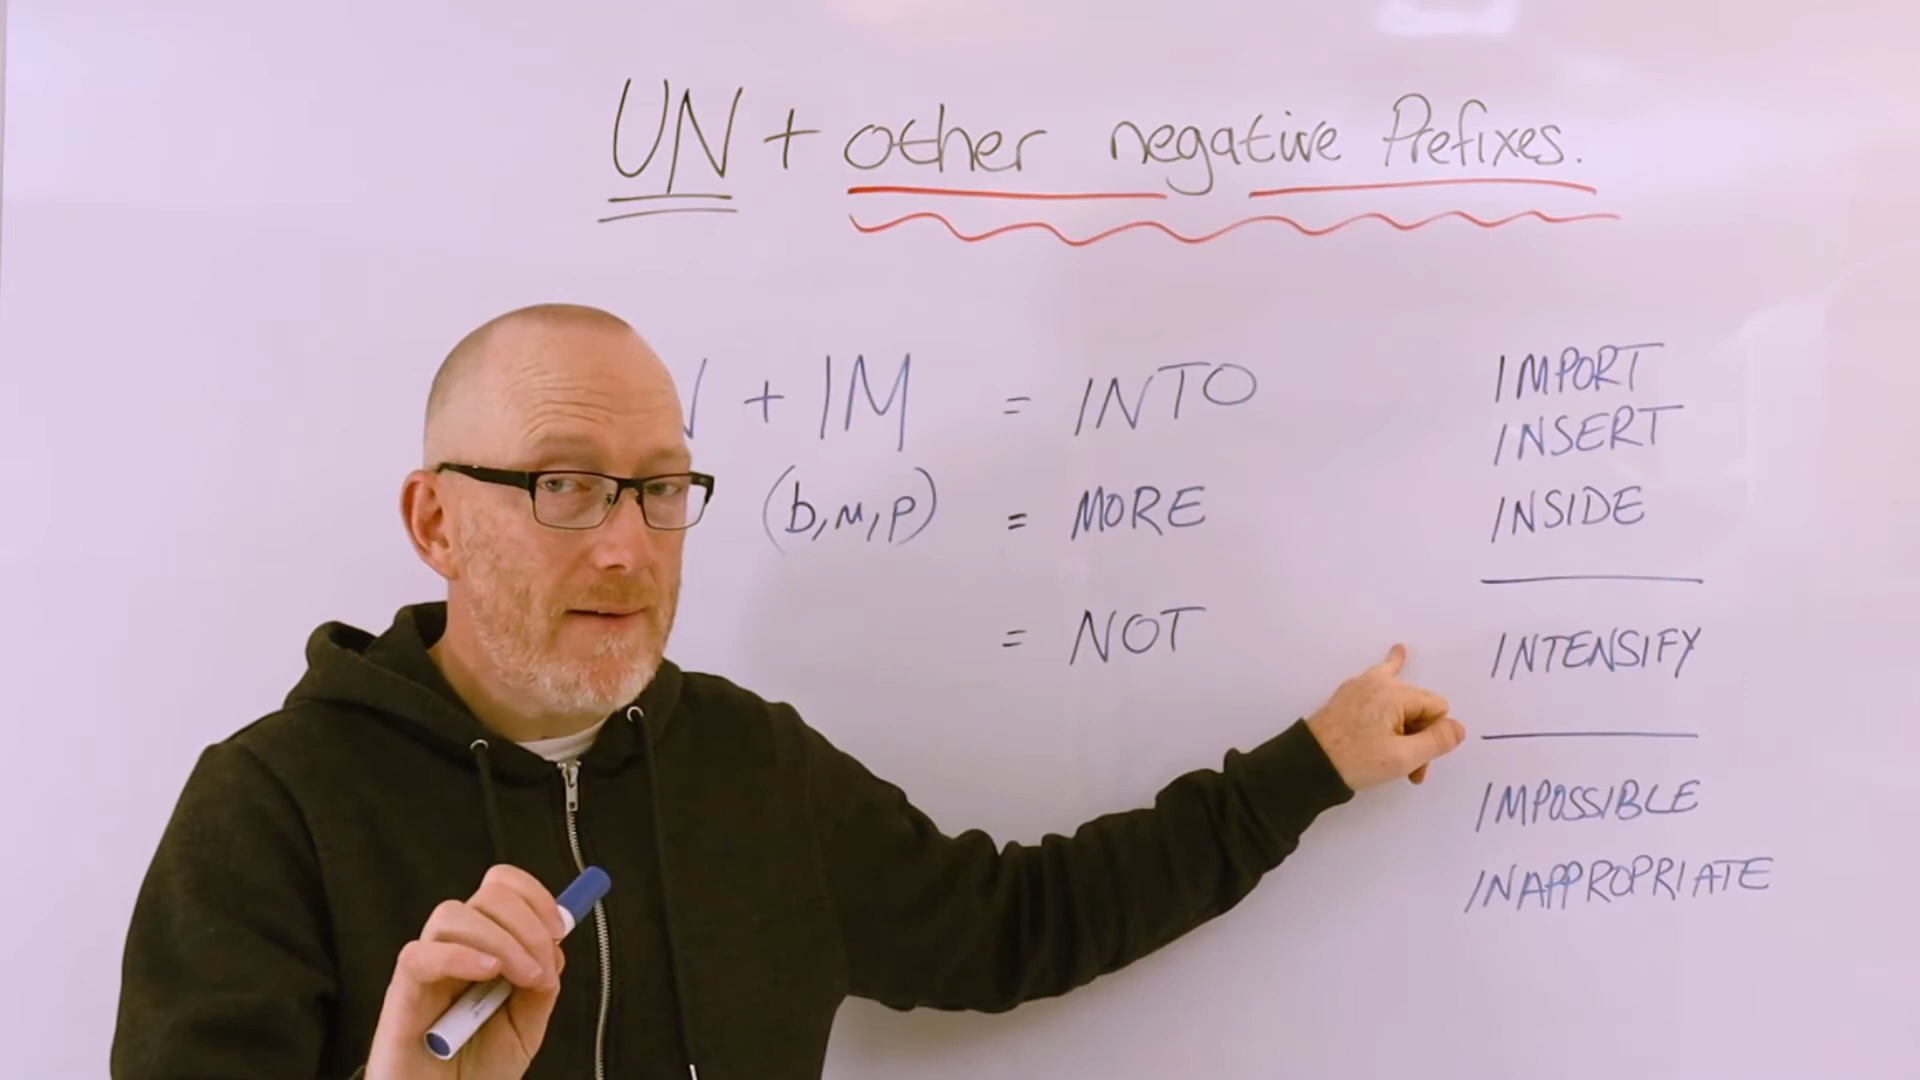 UN + other negative Prefixes.
+ IM = INTO
(b, m, p) = MORE
= NOT
IMPORT
INSERT
INSIDE
INTENSIFY
IMPOSSIBLE
INAPPROPRIATE